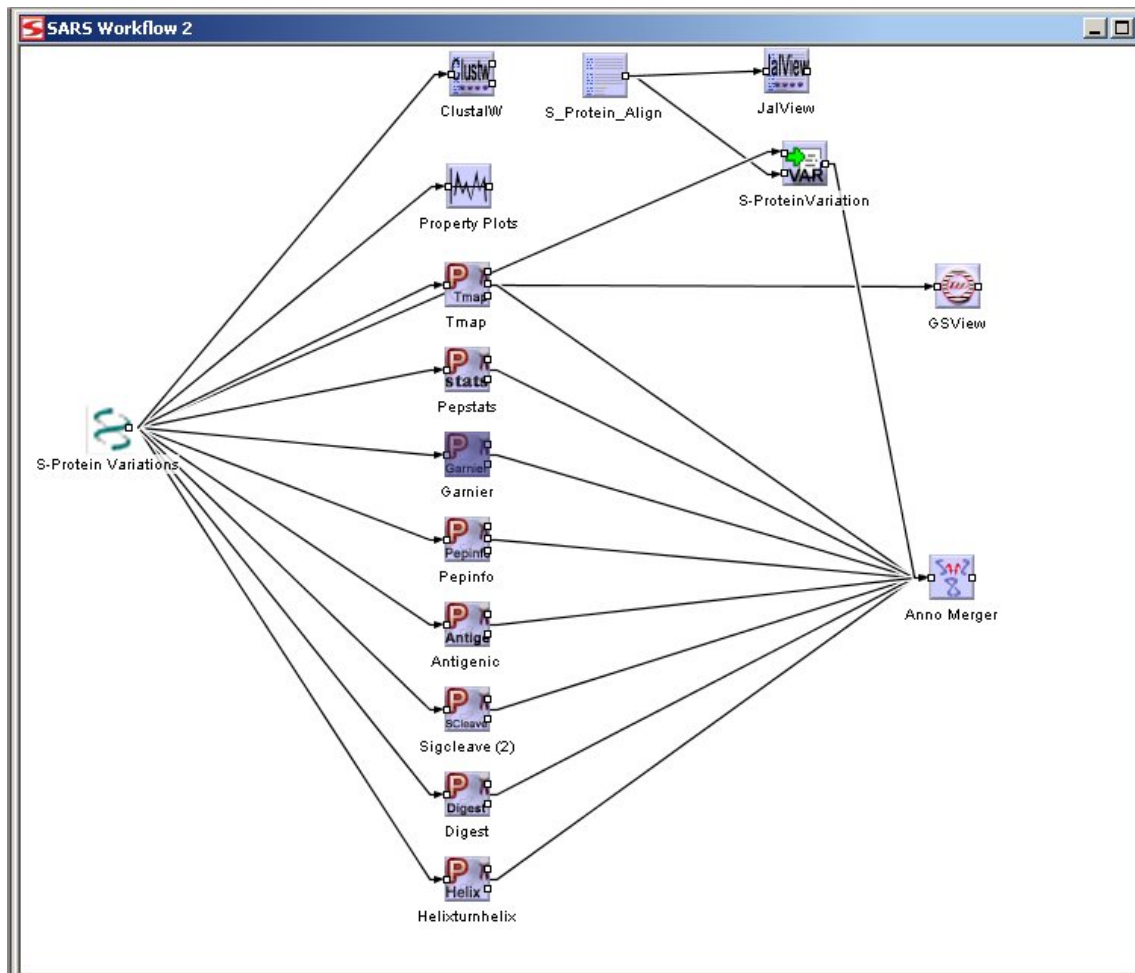 SARS Workflow 2
Clustw
JalView
ClustalW
S_Protein_Align
JalView
VAR
S-ProteinVariation
Property Plots
P
Tmap
Tmap
GSView
P
stats
Pepstats
S-Protein Variations
P
Garnier
Garnier
P
Pepinfo
Pepinfo
P
Antige
Antigenic
Anno Merger
P
SCleave
Sigcleave (2)
P
Digest
Digest
P
Helix
Helixturnhelix